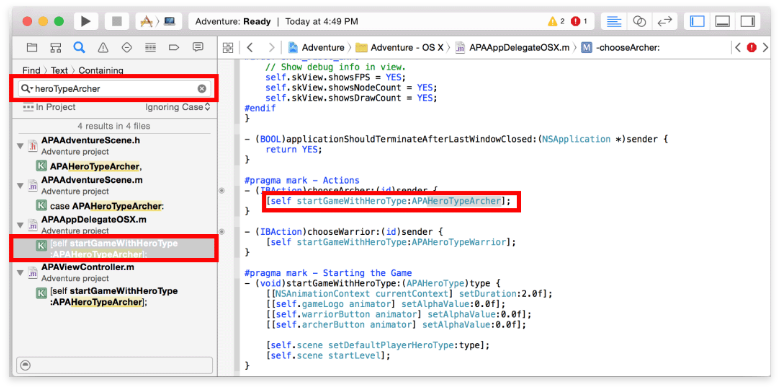 Adventure: Ready | Today at 4:49 PM
2
1
Adventure
Adventure - OS X
APAAppDelegateOSX.m
-chooseArcher:
Find
Text
Containing
heroTypeArcher
In Project
Ignoring Case
4 results in 4 files
APAAdventureScene.h
Adventure project
APAHeroTypeArcher,
APAAdventureScene.m
Adventure project
case APAHeroTypeArcher:
APAAppDelegateOSX.m
Adventure project
[self startGameWithHeroType
:APAHeroTypeArcher];
APAViewController.m
Adventure project
[self startGameWithHeroType
:APAHeroTypeArcher];
// Show debug info in view.
self.skView.showsFPS = YES;
self.skView.showsNodeCount = YES;
self.skView.showsDrawCount = YES;
#endif
}
- (BOOL)applicationShouldTerminateAfterLastWindowClosed:(NSApplication *)sender {
return YES;
}
#pragma mark - Actions
- (IBAction)chooseArcher:(id)sender {
[self startGameWithHeroType:APAHeroTypeArcher];
}
- (IBAction)chooseWarrior:(id)sender {
[self startGameWithHeroType:APAHeroTypeWarrior];
}
#pragma mark - Starting the Game
- (void)startGameWithHeroType:(APAHeroType)type {
[[NSAnimationContext currentContext] setDuration:2.0f];
[[self.gameLogo animator] setAlphaValue:0.0f];
[[self.warriorButton animator] setAlphaValue:0.0f];
[[self.archerButton animator] setAlphaValue:0.0f];
[self.scene setDefaultPlayerHeroType:type];
[self.scene startLevel];
}